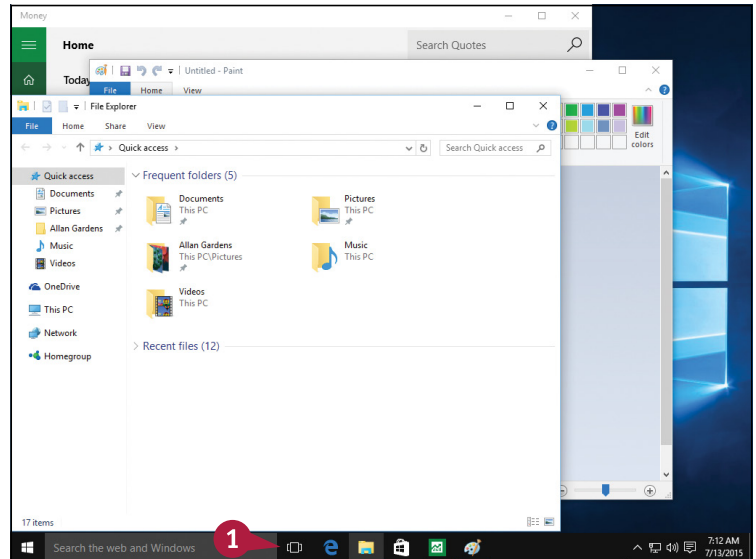 Money
Home
Search Quotes
Today
Untitled - Paint
File Home View
File Explorer
File Home Share View
Edit colors
Quick access
Search Quick access
Quick access
Documents
Pictures
Allan Gardens
Music
Videos
OneDrive
This PC
Network
Homegroup
Frequent folders (5)
Documents
This PC
Pictures
This PC
Allan Gardens
This PC\Pictures
Music
This PC
Videos
This PC
Recent files (12)
17 items
1
Search the web and Windows
7:12 AM
7/13/2015